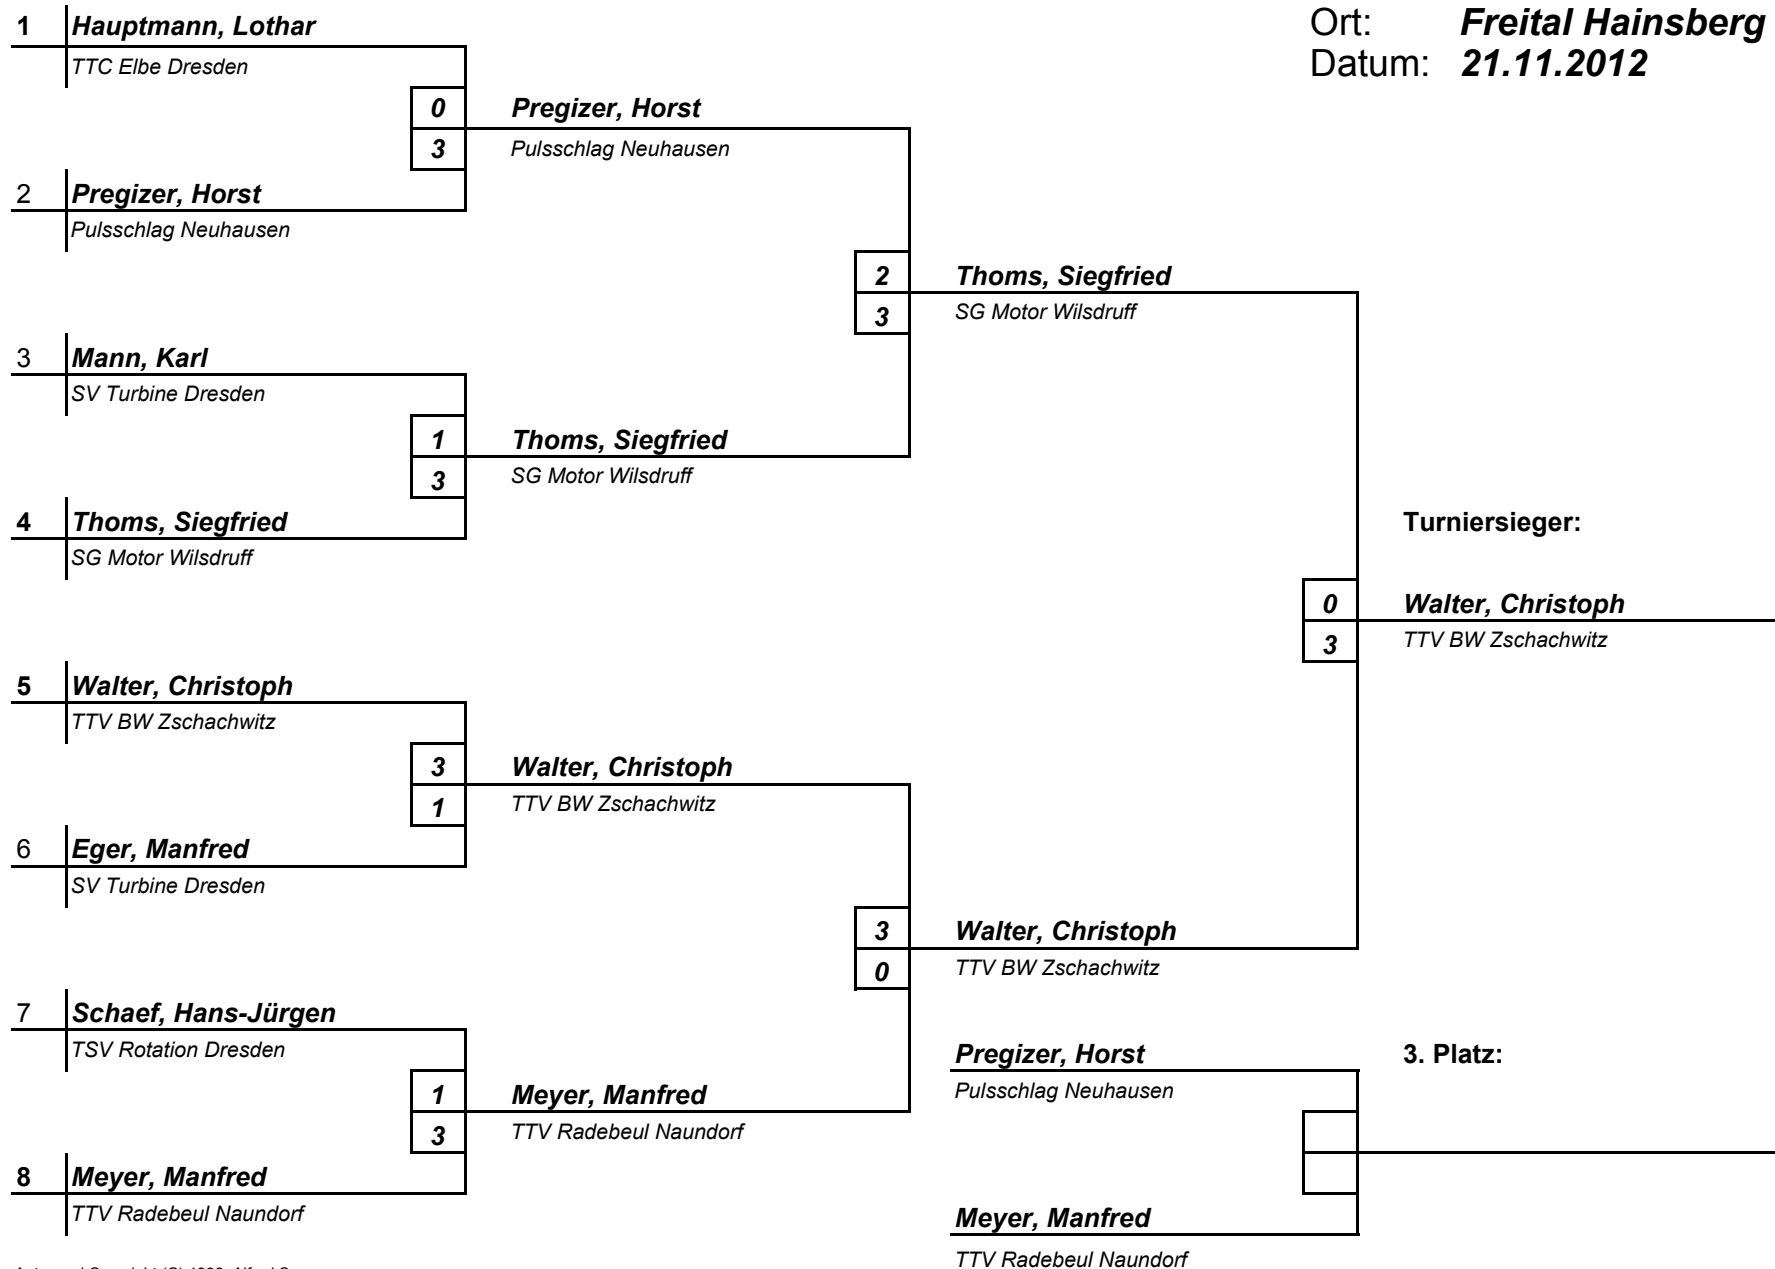 Ort: Freital Hainsberg
Datum: 21.11.2012
1 Hauptmann, Lothar
TTC Elbe Dresden
0 Pregizer, Horst
3 Pulsschlag Neuhausen
2 Pregizer, Horst
Pulsschlag Neuhausen
2 Thoms, Siegfried
3 SG Motor Wilsdruff
3 Mann, Karl
SV Turbine Dresden
1 Thoms, Siegfried
3 SG Motor Wilsdruff
4 Thoms, Siegfried
SG Motor Wilsdruff
Turniersieger:
0 Walter, Christoph
3 TTV BW Zschachwitz
5 Walter, Christoph
TTV BW Zschachwitz
3 Walter, Christoph
1 TTV BW Zschachwitz
6 Eger, Manfred
SV Turbine Dresden
3 Walter, Christoph
0 TTV BW Zschachwitz
7 Schaef, Hans-Jürgen
TSV Rotation Dresden
Pregizer, Horst
Pulsschlag Neuhausen
3. Platz:
1 Meyer, Manfred
3 TTV Radebeul Naundorf
8 Meyer, Manfred
TTV Radebeul Naundorf
Meyer, Manfred
TTV Radebeul Naundorf